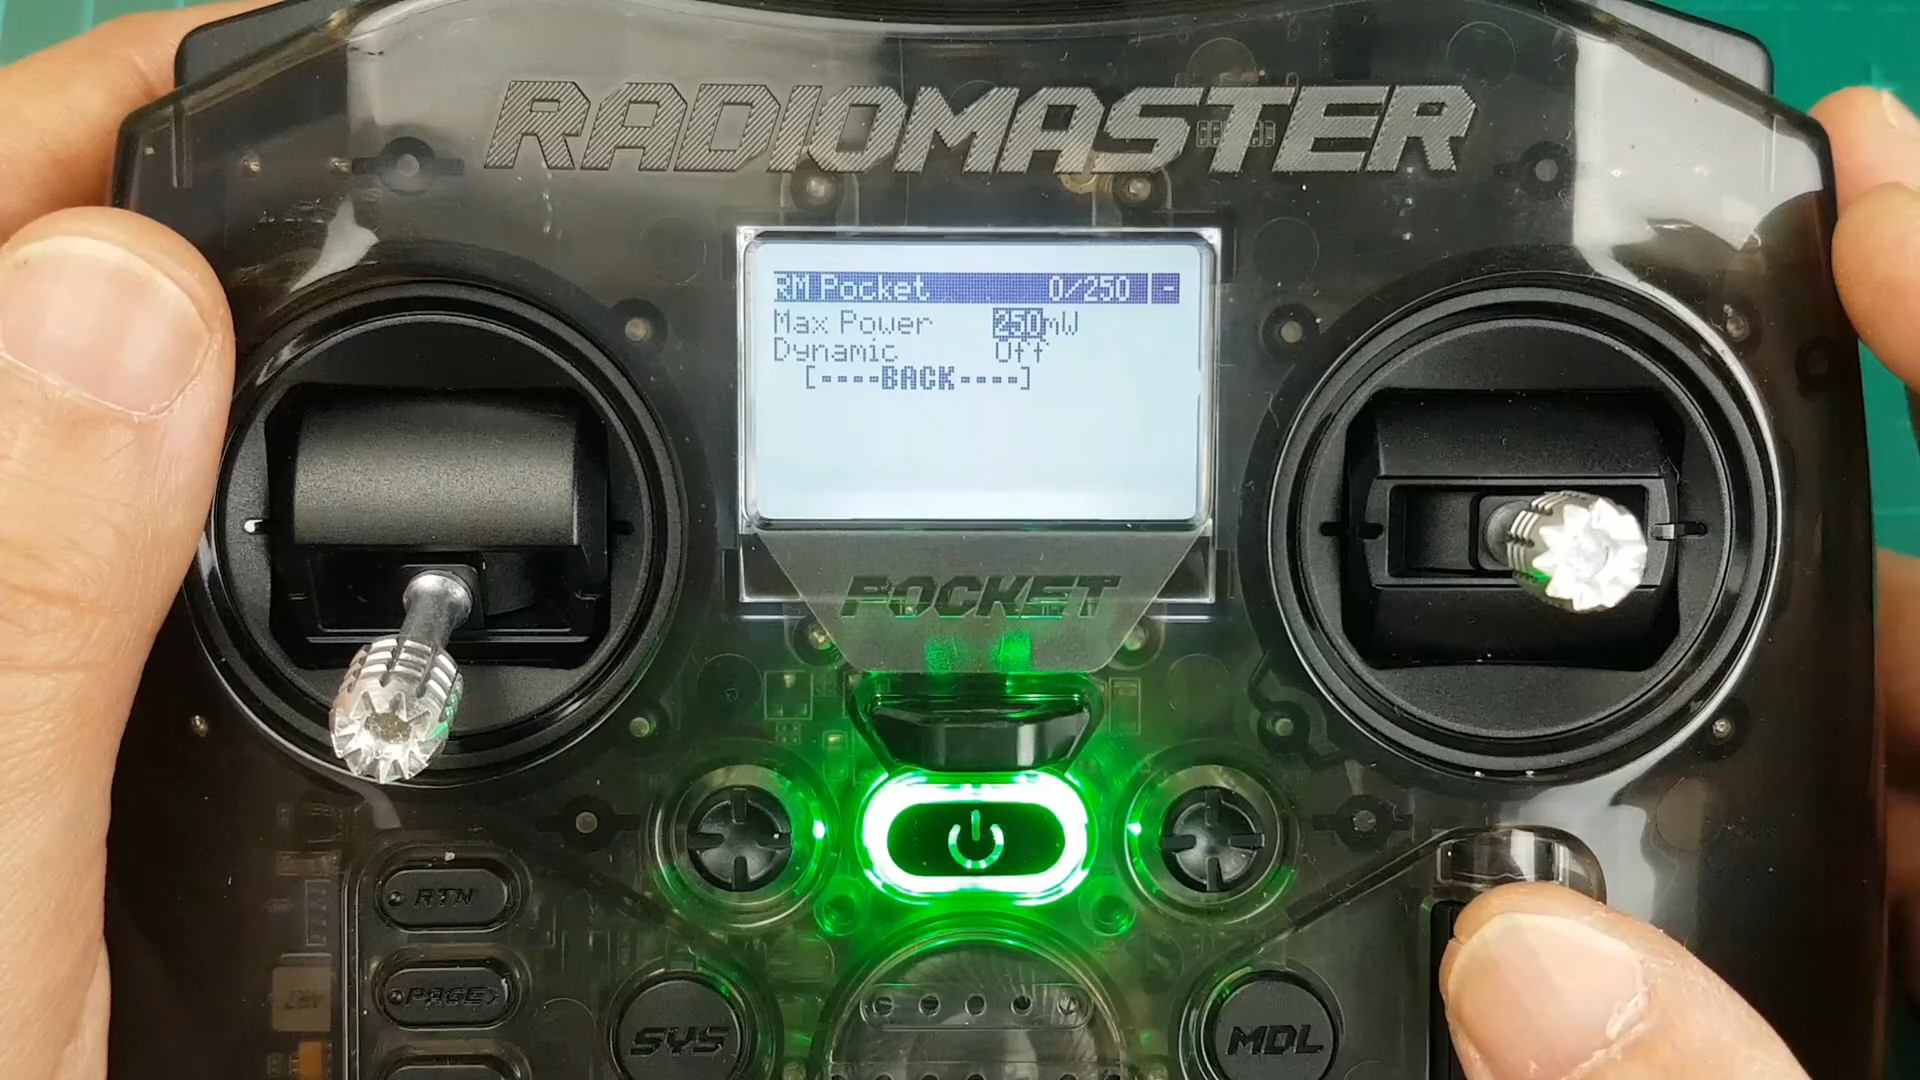 RADIOMASTER
RM Pocket 0/250 -
Max Power 250mW
Dynamic Off
[----BACK----]
POCKET
RTN
PAGE>
SYS
MDL